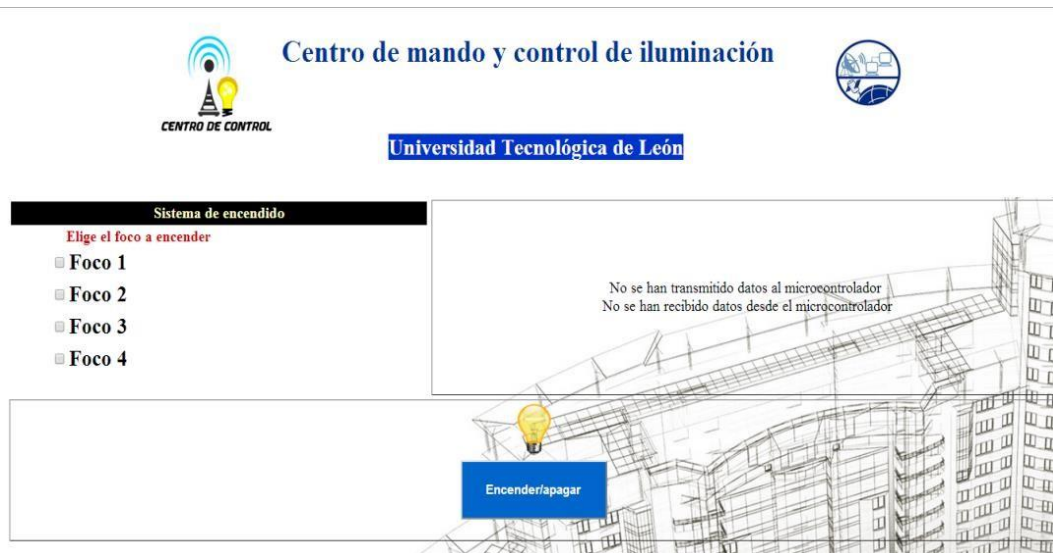 Centro de mando y control de iluminación
CENTRO DE CONTROL
Universidad Tecnológica de León
Sistema de encendido
Elige el foco a encender
Foco 1
Foco 2
Foco 3
Foco 4
No se han transmitido datos al microcontrolador
No se han recibido datos desde el microcontrolador
Encender/apagar